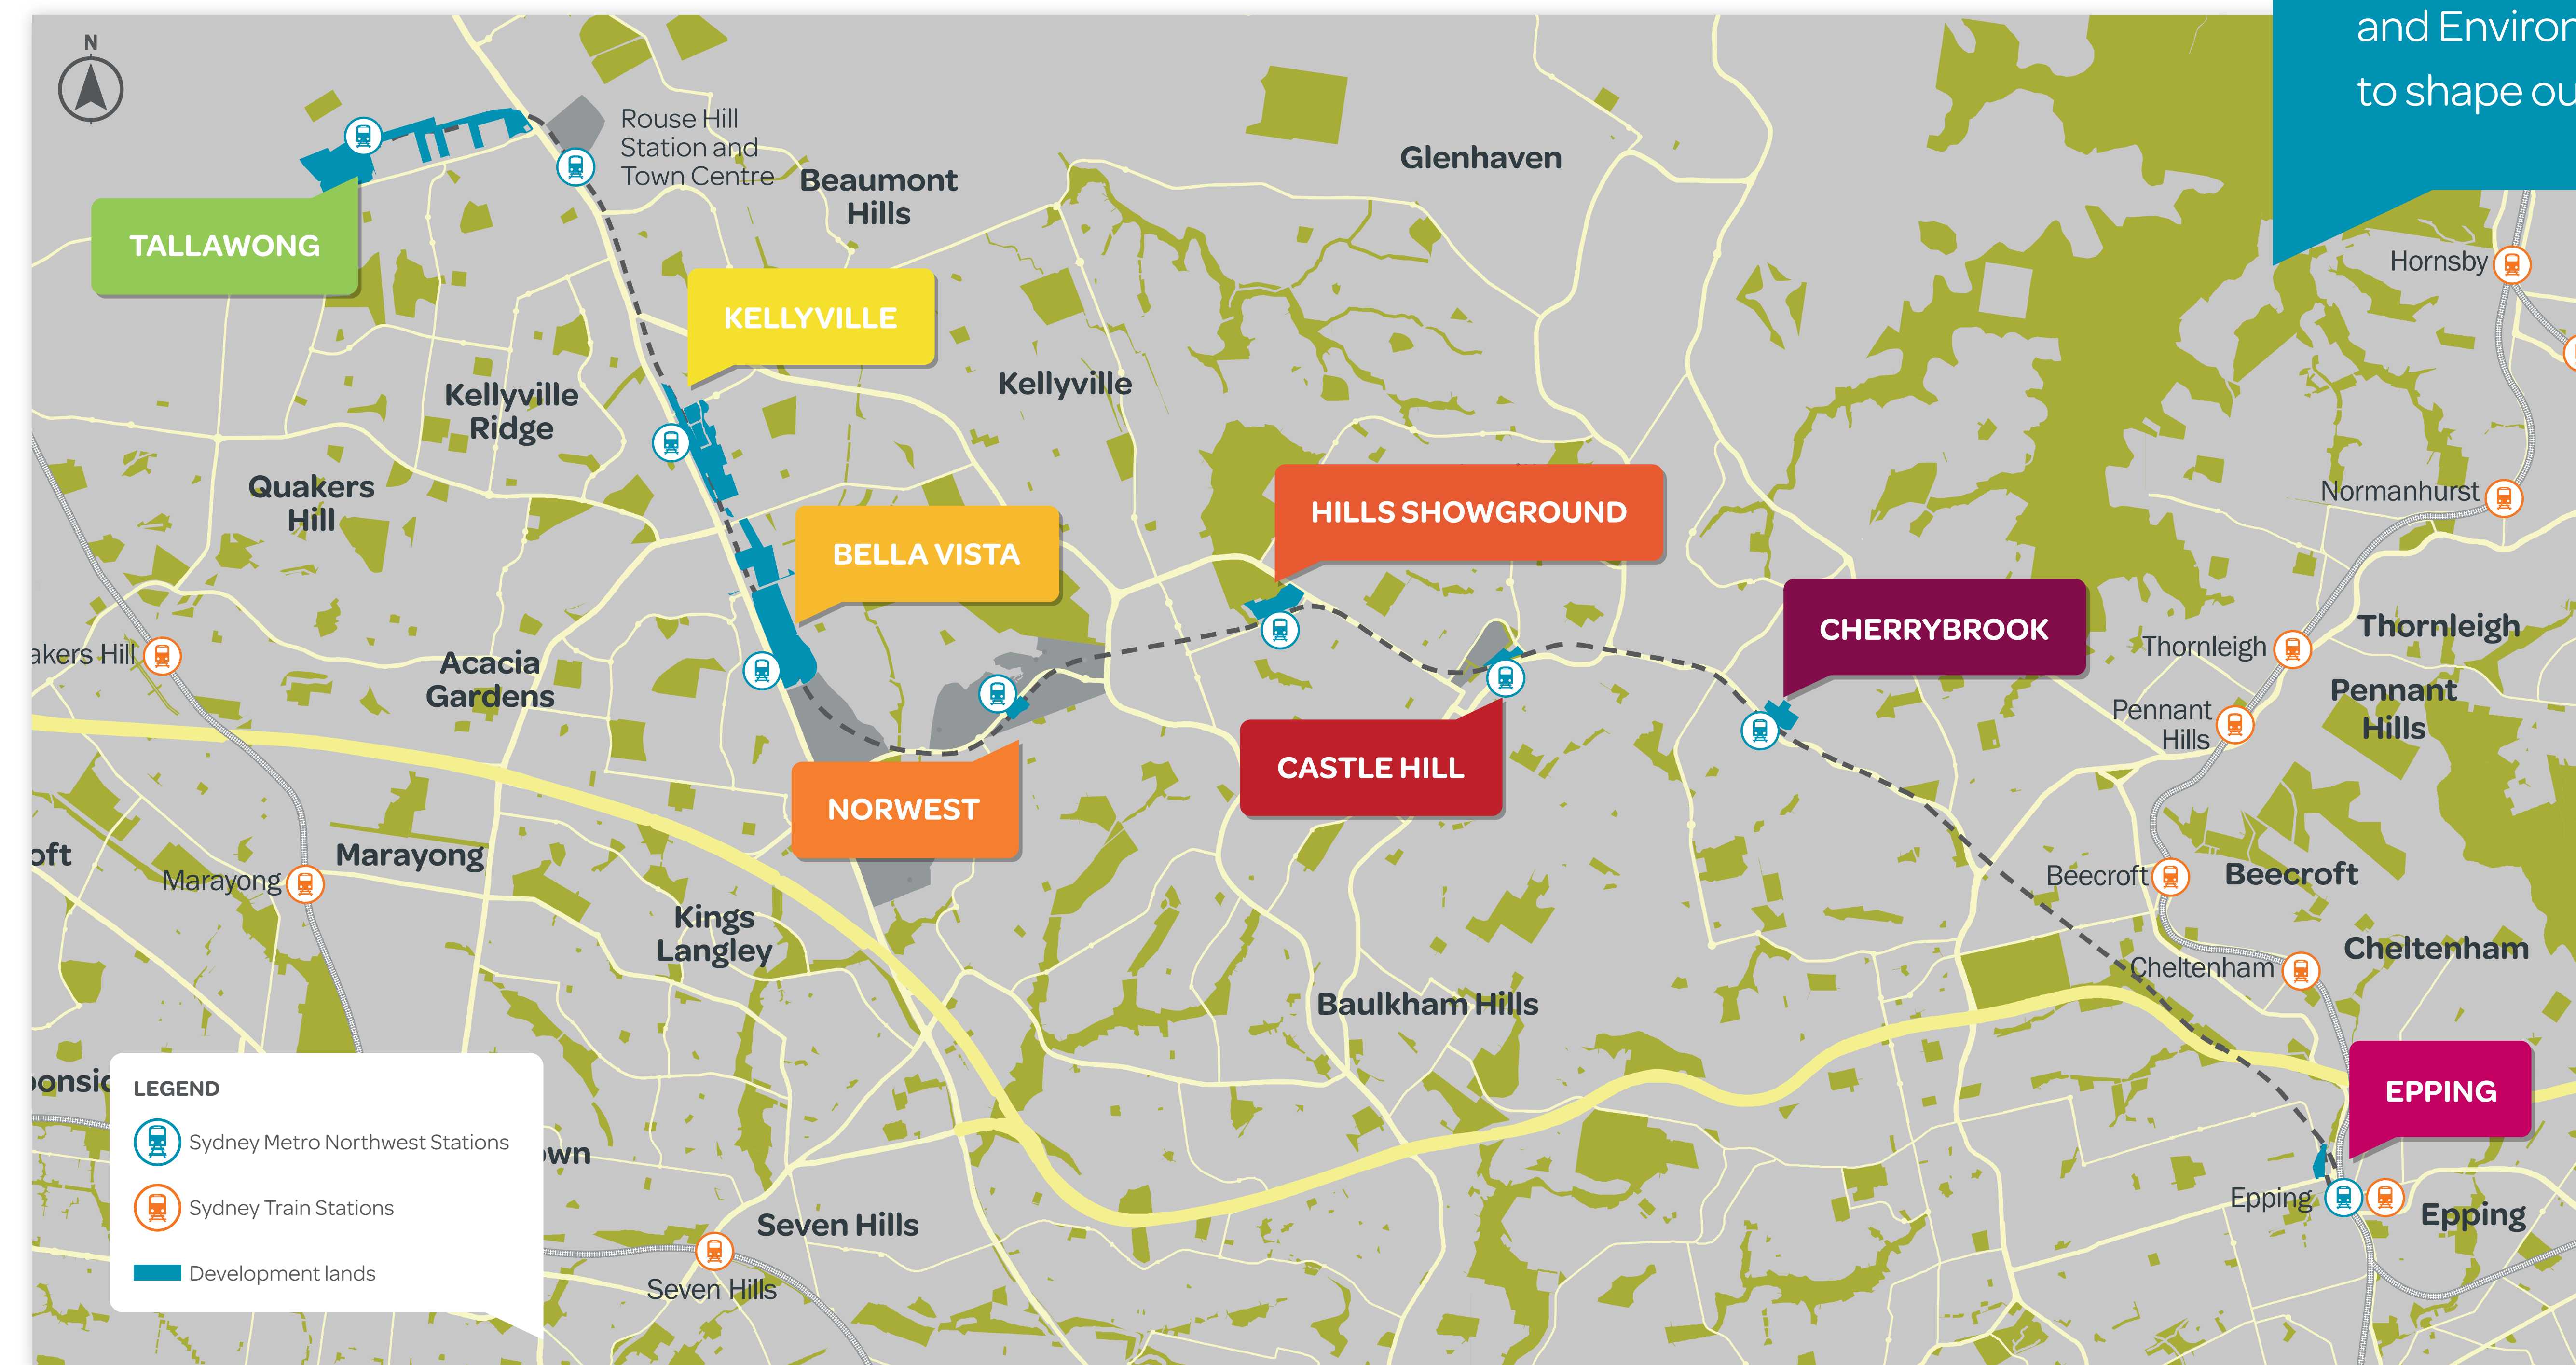 and Environ
to shape ou
N
Rouse Hill
Station and
Town Centre
Beaumont
Hills
Glenhaven
TALLAWONG
Hornsby
KELLYVILLE
Kellyville
Ridge
Kellyville
Quakers
Hill
HILLS SHOWGROUND
Normanhurst
BELLA VISTA
CHERRYBROOK
Thornleigh
Thornleigh
akers Hill
Acacia
Gardens
Pennant
Hills
Pennant
Hills
CASTLE HILL
NORWEST
oft
Marayong
Marayong
Beecroft
Beecroft
Kings
Langley
Cheltenham
Cheltenham
Baulkham Hills
onsi
EPPING
LEGEND
Sydney Metro Northwest Stations
Sydney Train Stations
Development lands
wn
Epping
Epping
Seven Hills
Seven Hills